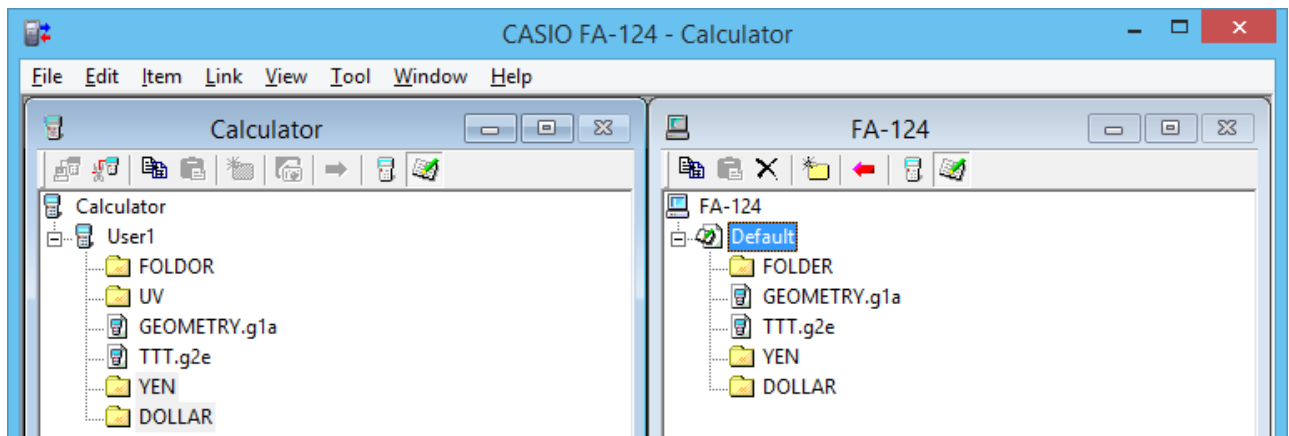 CASIO FA-124 - Calculator
File Edit Item Link View Tool Window Help
Calculator
Calculator
User1
FOLDOR
UV
GEOMETRY.g1a
TTT.g2e
YEN
DOLLAR
FA-124
FA-124
Default
FOLDER
GEOMETRY.g1a
TTT.g2e
YEN
DOLLAR